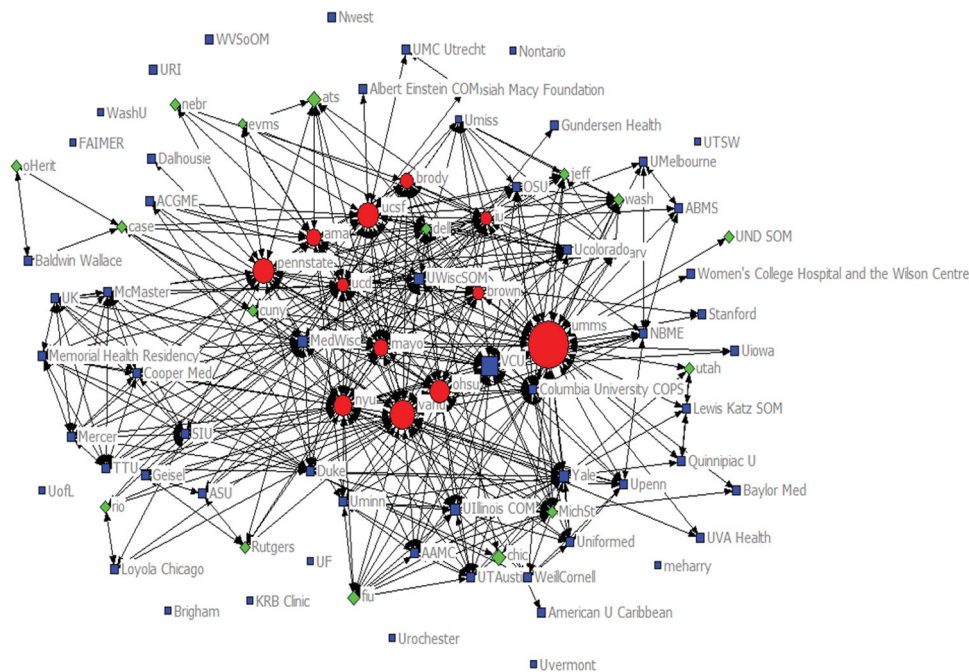 Nwest
WVSoOM
UMC Utrecht
Nontario
URI
Albert Einstein COM
siah Macy Foundation
nebr
ats
WashU
evms
Umiss
Gundersen Health
FAIMER
UTSW
oHerit
Dalhousie
UMelbourne
jeff
brody
OSU
wash
ACGME
ucsf
iu
ABMS
case
ama
dell
UND SOM
Ucolorado
arv
Baldwin Wallace
pennstate
UWiscSOM
Women's College Hospital and the Wilson Centre
McMaster
ucd
brown
UK
cuny
Stanford
umms
NBME
MedWisc
mayo
Uiowa
Memorial Health Residency
VCU
utah
Cooper Med
Columbia University COPS
ohsu
nyu
vand
Lewis Katz SOM
Mercer
SIU
Quinnipiac U
TTU
Geisel
Duke
Yale
Upenn
UofL
ASU
Baylor Med
rio
Uminn
UIllinois COM
MichSt
UVA Health
Rutgers
AAMC
Uniformed
UF
chic
Loyola Chicago
UTAustin
WeillCornell
meharry
KRB Clinic
fiu
Brigham
American U Caribbean
Urochester
Uvermont